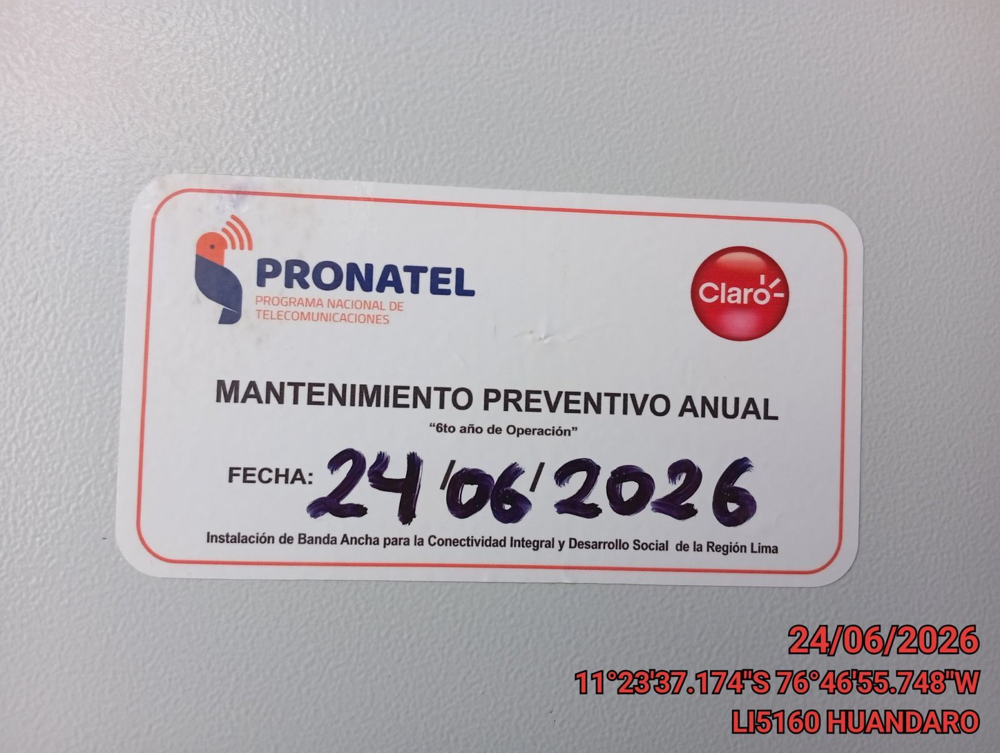 PRONATEL
PROGRAMA NACIONAL DE
TELECOMUNICACIONES
Claro
MANTENIMIENTO PREVENTIVO ANUAL
“6to año de Operación”
FECHA: 24/06/2026
Instalación de Banda Ancha para la Conectividad Integral y Desarrollo Social de la Región Lima
24/06/2026
11°23'37.174"S 76°46'55.748"W
LI5160 HUANDARO